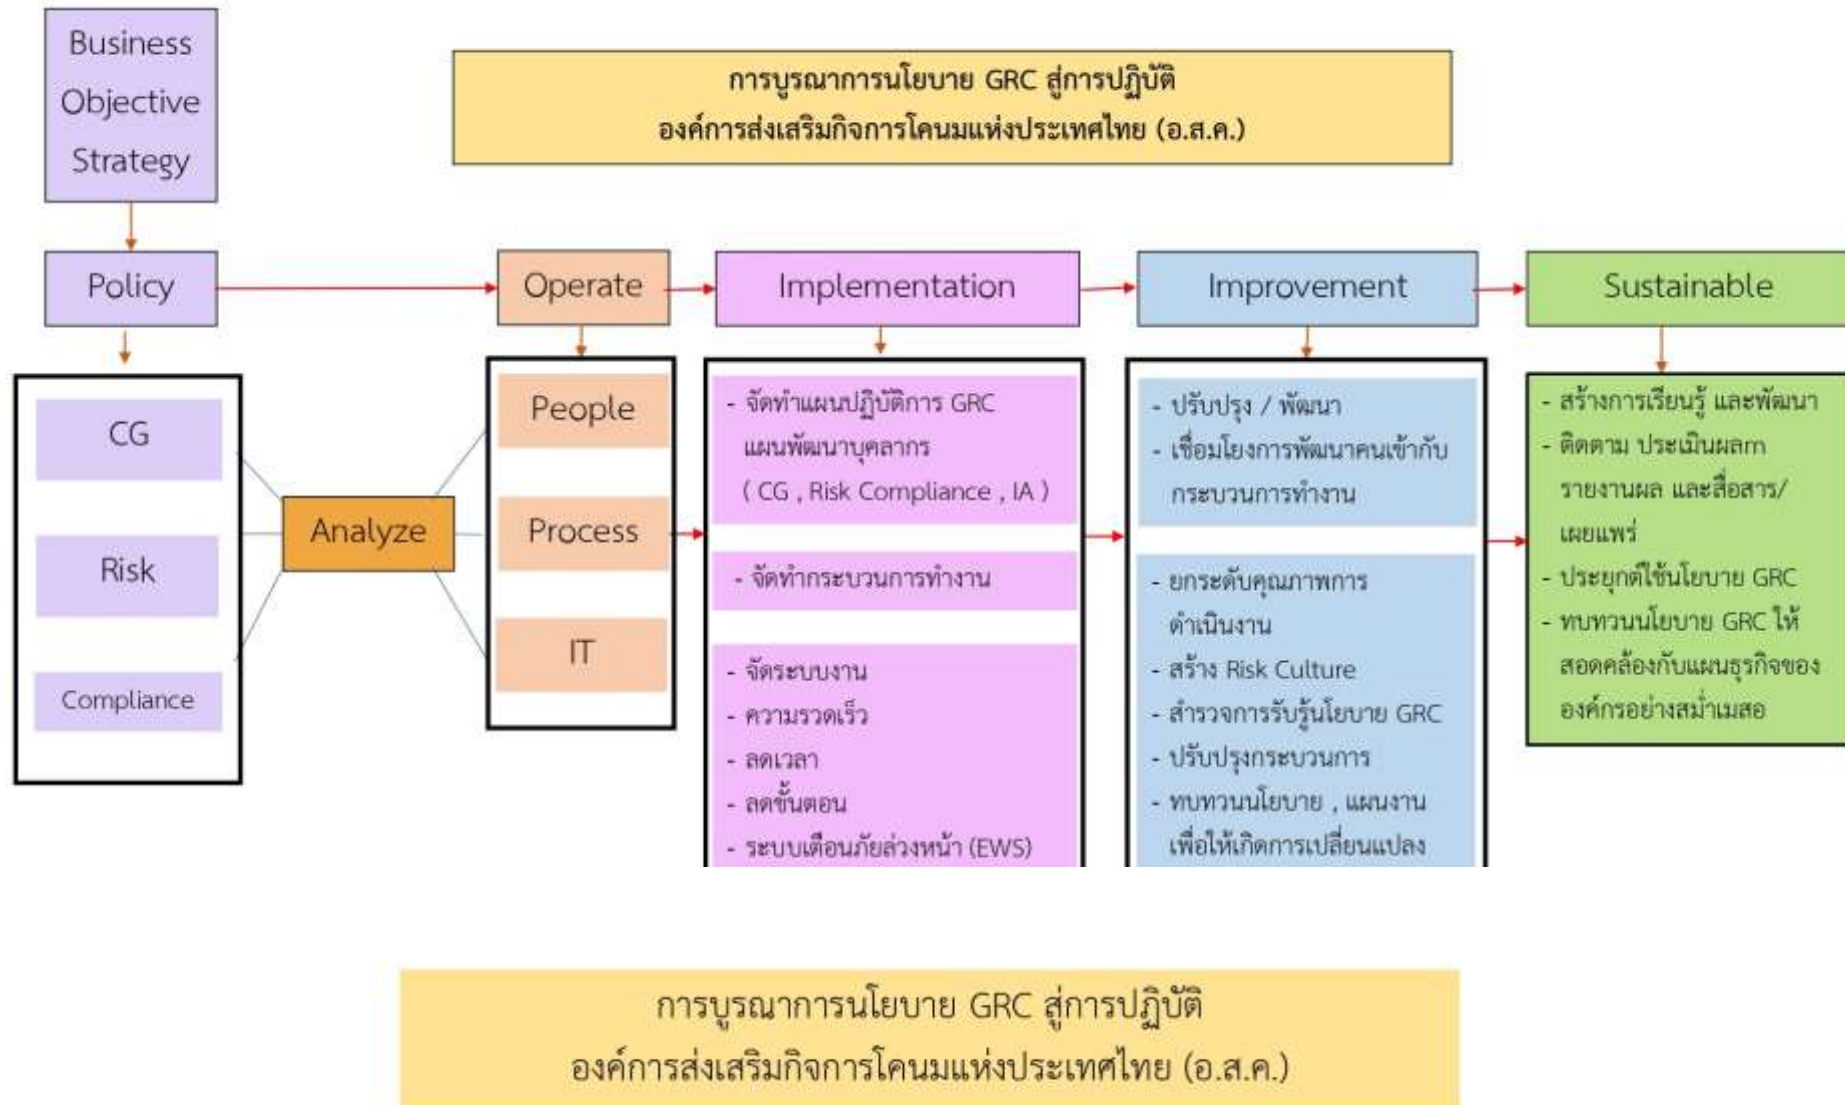 Business
Objective
Strategy
การบูรณาการนโยบาย GRC สู่การปฏิบัติ
องค์การส่งเสริมกิจการโคนมแห่งประเทศไทย (อ.ส.ค.)
Policy
Operate
Implementation
Improvement
Sustainable
CG
Risk
Compliance
Analyze
People
Process
IT
- จัดทำแผนปฏิบัติการ GRC
แผนพัฒนาบุคลากร
( CG , Risk Compliance , IA )
- จัดทำกระบวนการทำงาน
- จัดระบบงาน
- ความรวดเร็ว
- ลดเวลา
- ลดขั้นตอน
- ระบบเตือนภัยล่วงหน้า (EWS)
- ปรับปรุง / พัฒนา
- เชื่อมโยงการพัฒนาคนเข้ากับ
กระบวนการทำงาน
- ยกระดับคุณภาพการ
ดำเนินงาน
- สร้าง Risk Culture
- สำรวจการรับรู้นโยบาย GRC
- ปรับปรุงกระบวนการ
- ทบทวนนโยบาย , แผนงาน
เพื่อให้เกิดการเปลี่ยนแปลง
- สร้างการเรียนรู้ และพัฒนา
- ติดตาม ประเมินผลm
รายงานผล และสื่อสาร/
เผยแพร่
- ประยุกต์ใช้นโยบาย GRC
- ทบทวนนโยบาย GRC ให้
สอดคล้องกับแผนธุรกิจของ
องค์กรอย่างสม่ำเมสอ
การบูรณาการนโยบาย GRC สู่การปฏิบัติ
องค์การส่งเสริมกิจการโคนมแห่งประเทศไทย (อ.ส.ค.)